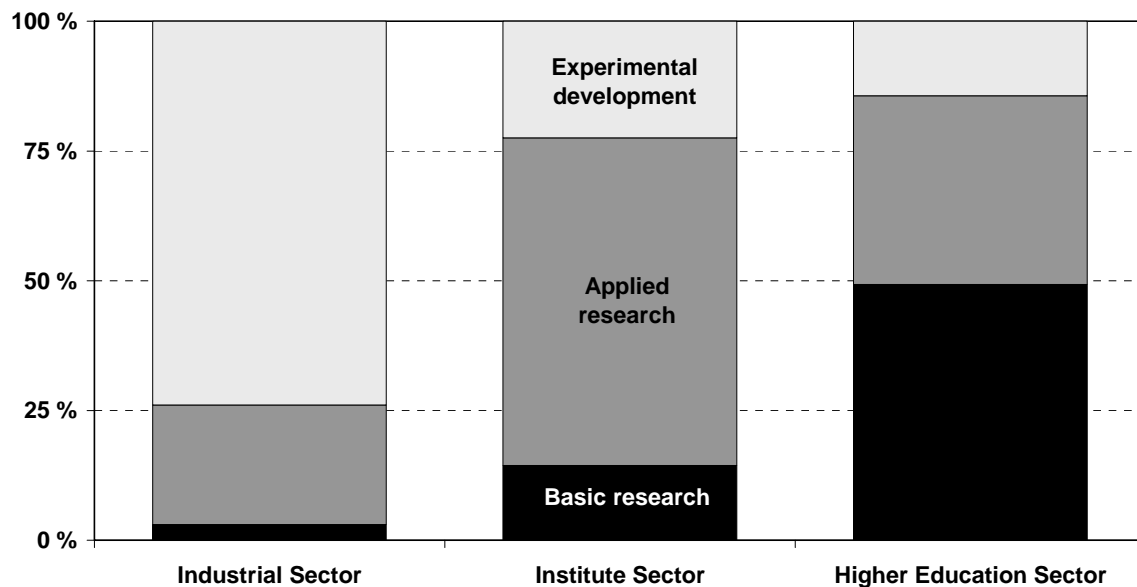 100 %
Experimental
development
75 %
50 %
Applied
research
25 %
Basic research
0 %
Industrial Sector
Institute Sector
Higher Education Sector